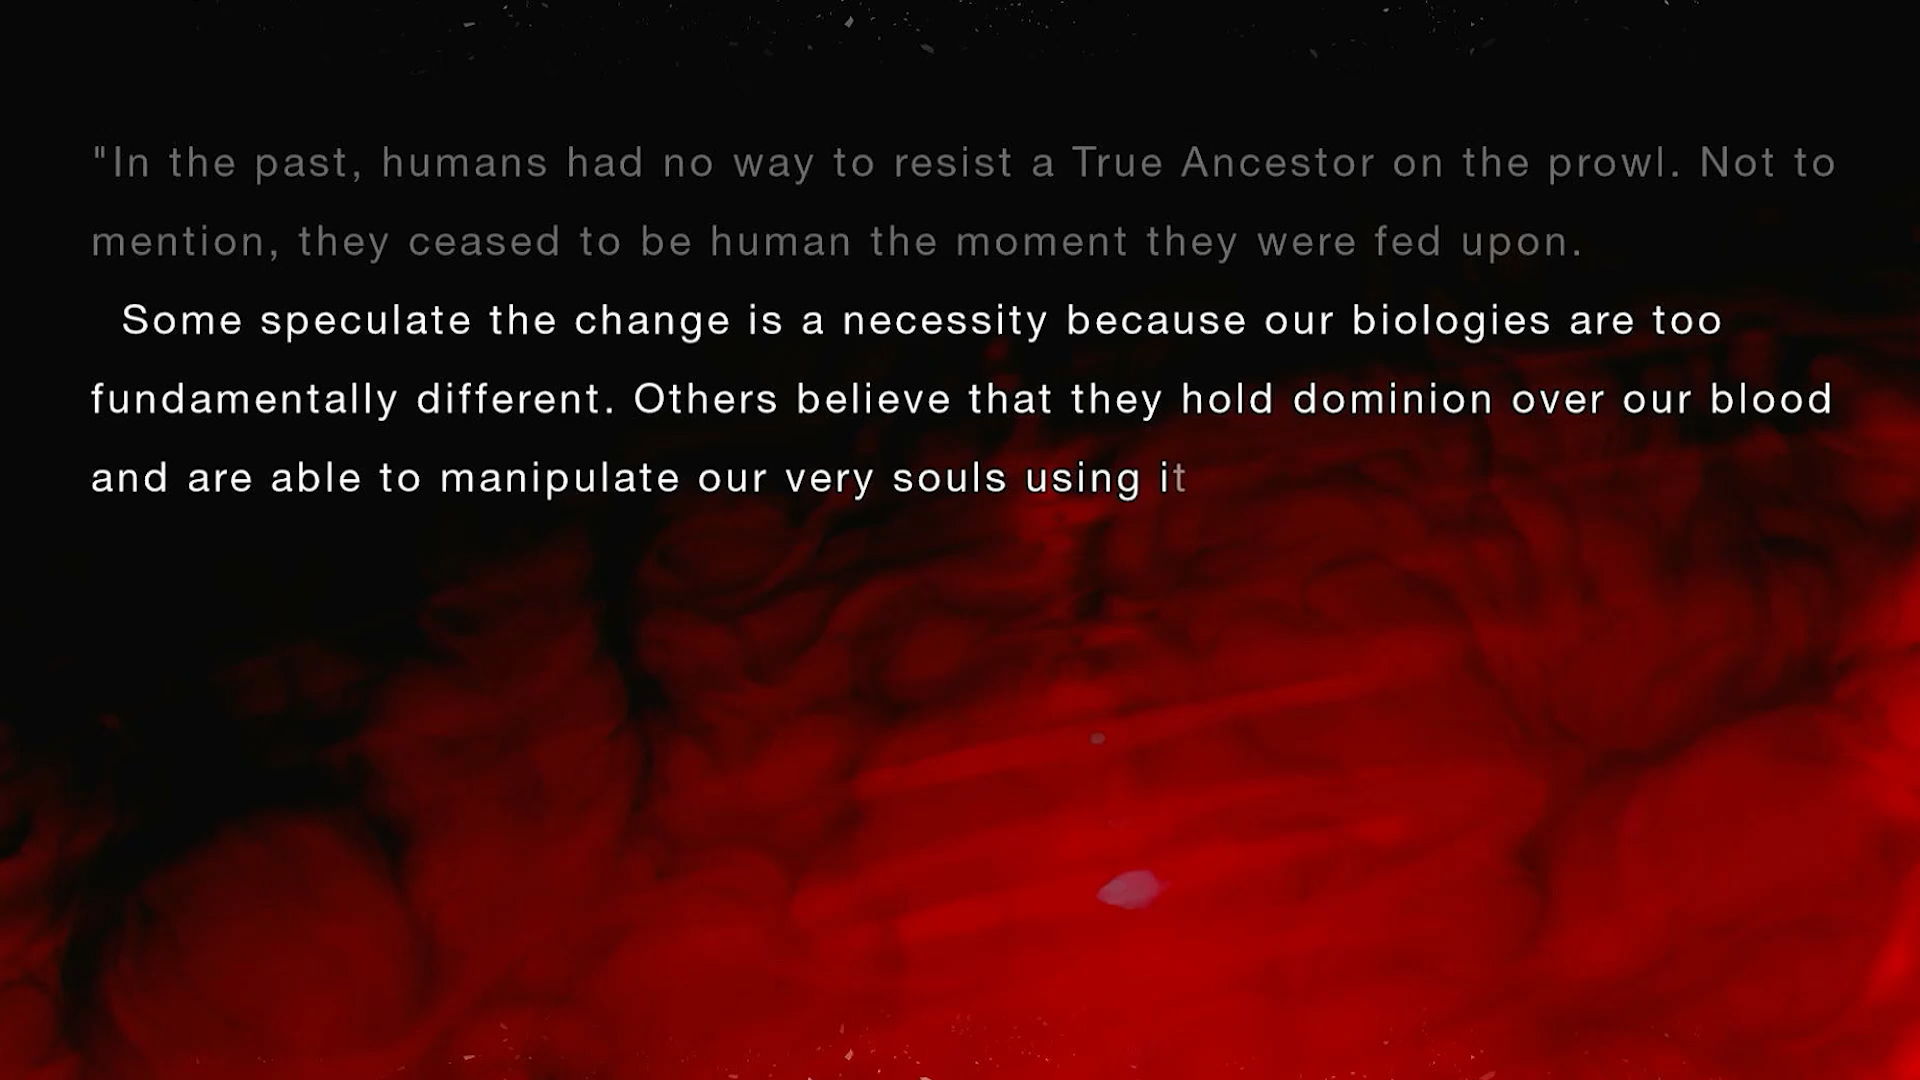 "In the past, humans had no way to resist a True Ancestor on the prowl. Not to
mention, they ceased to be human the moment they were fed upon.
Some speculate the change is a necessity because our biologies are too
fundamentally different. Others believe that they hold dominion over our blood
and are able to manipulate our very souls using it